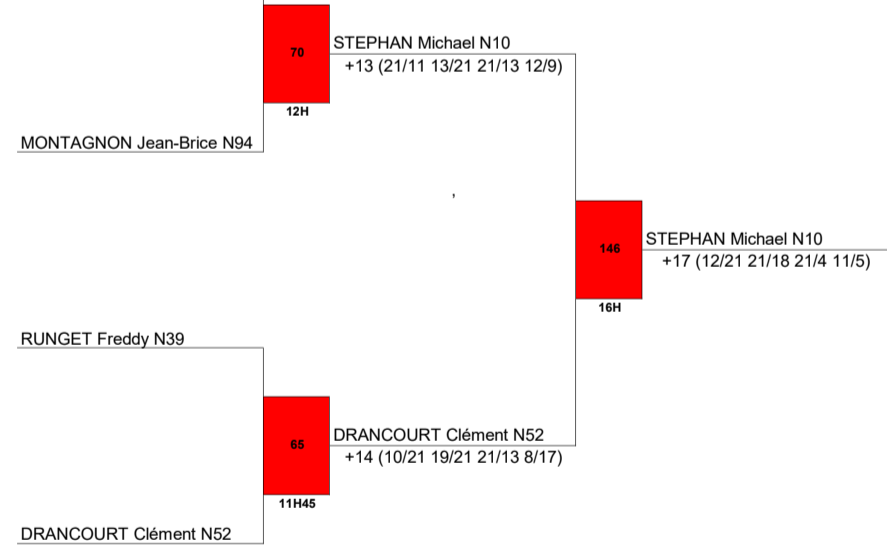 70
STEPHAN Michael N10
+13 (21/11 13/21 21/13 12/9)
12H
MONTAGNON Jean-Brice N94
,
146
STEPHAN Michael N10
+17 (12/21 21/18 21/4 11/5)
16H
RUNGET Freddy N39
65
DRANCOURT Clément N52
+14 (10/21 19/21 21/13 8/17)
11H45
DRANCOURT Clément N52